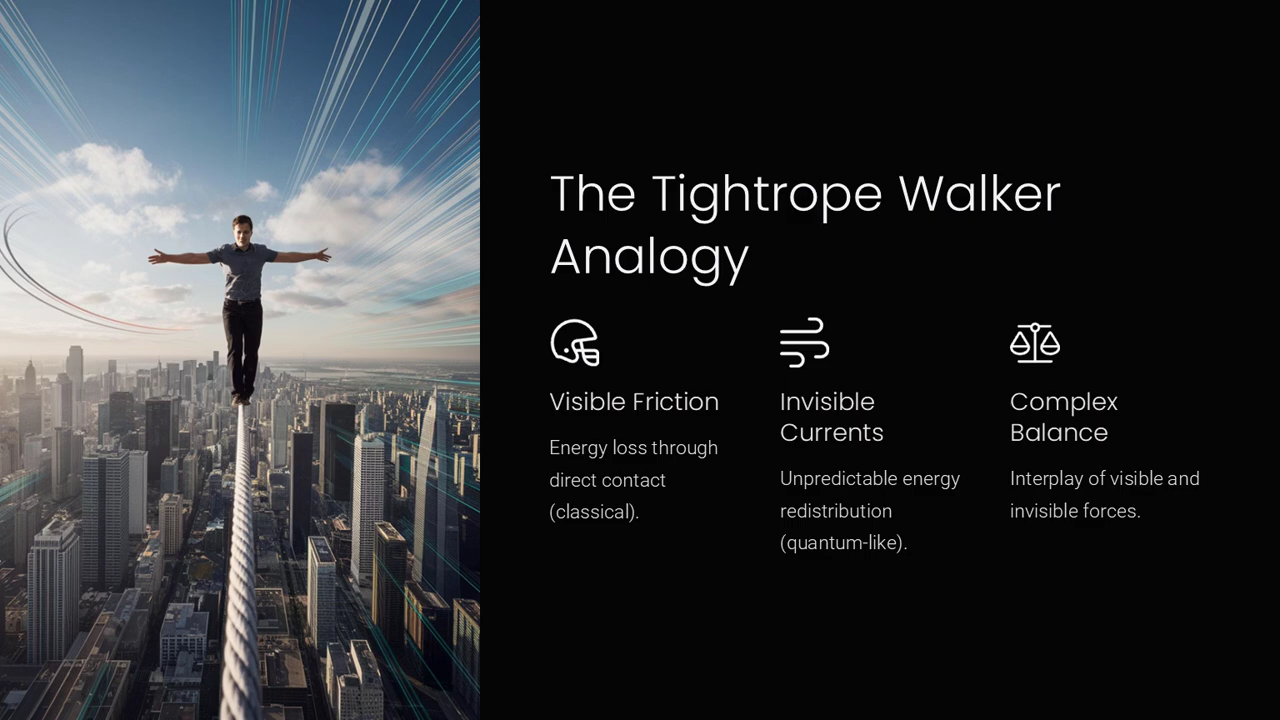 The Tightrope Walker
Analogy
Visible Friction
Energy loss through
direct contact
(classical).
Invisible
Currents
Unpredictable energy
redistribution
(quantum-like).
Complex
Balance
Interplay of visible and
invisible forces.